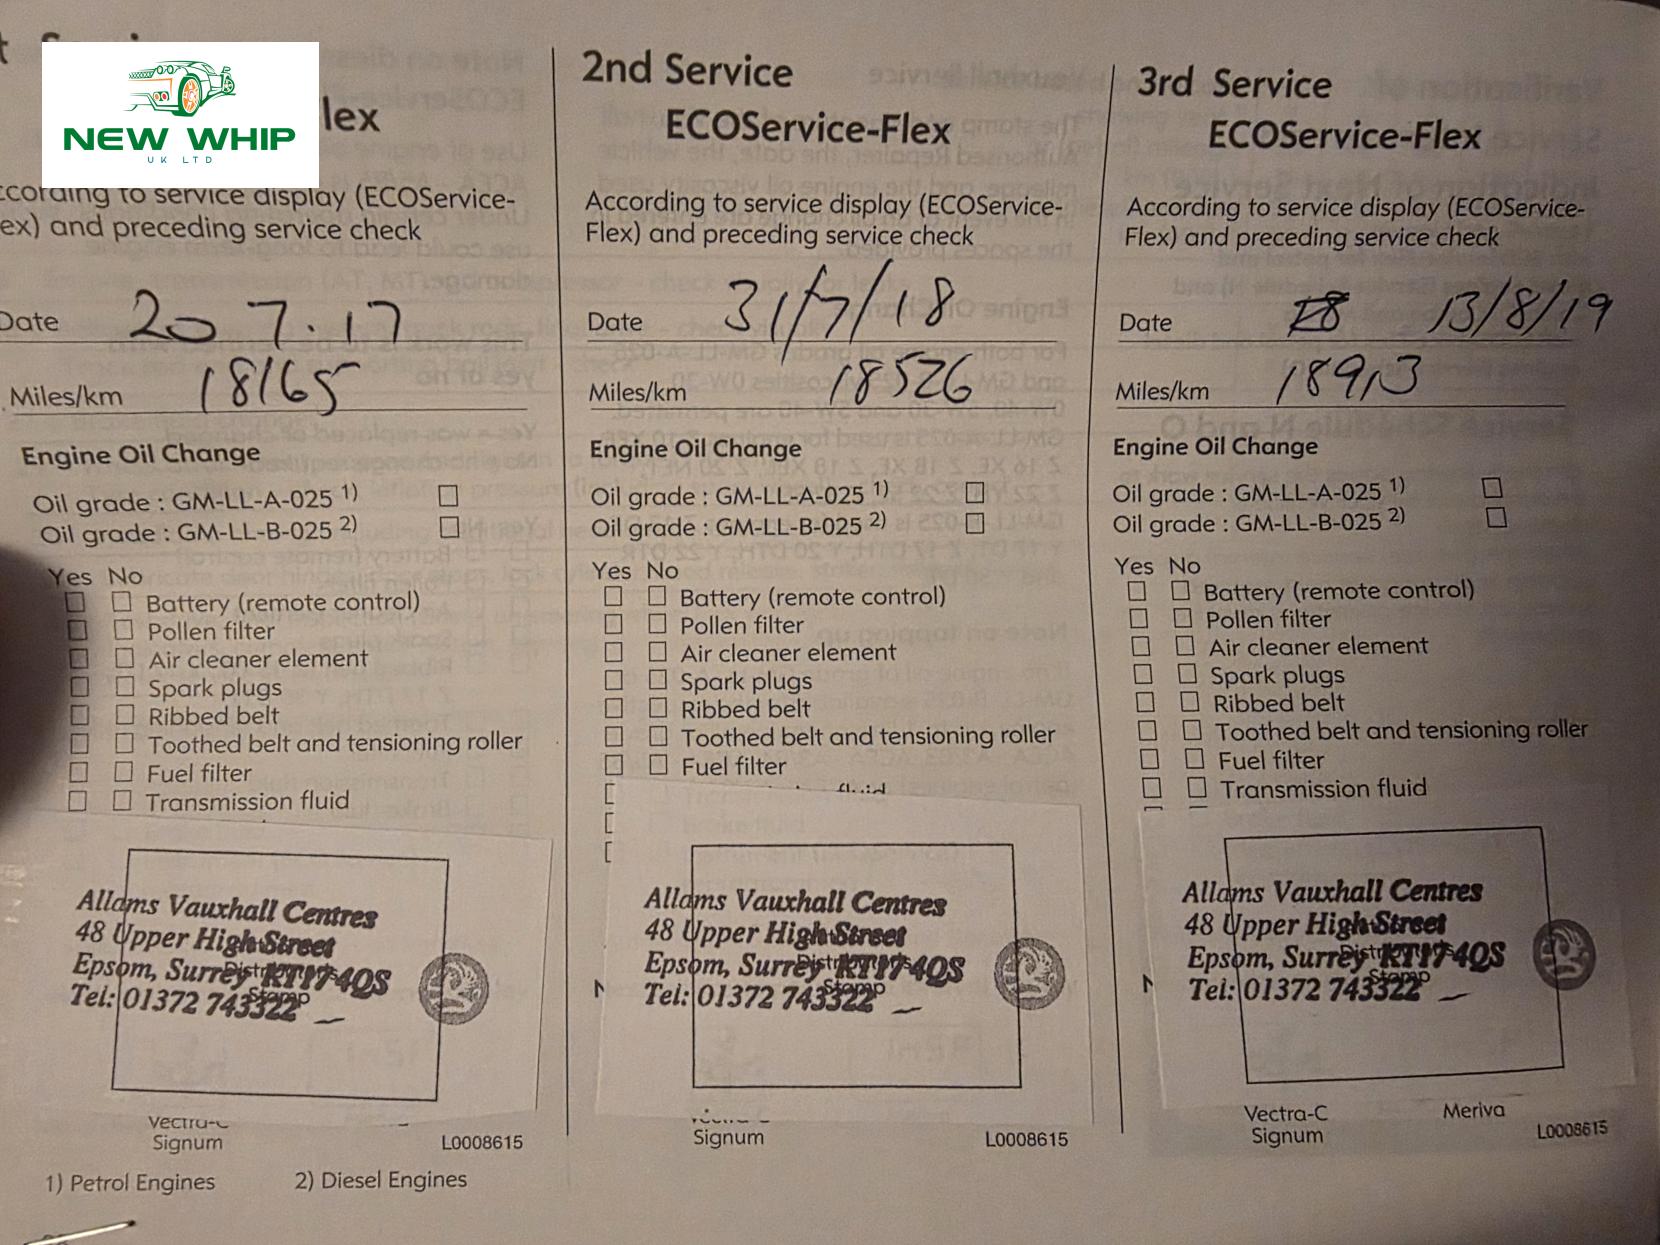 NEW WHIP
UK LTD
lex
ccording to service display (ECOService-
ex) and preceding service check
Date 20 7.17
Miles/km 18165
Engine Oil Change
Oil grade : GM-LL-A-025 1)
Oil grade : GM-LL-B-025 2)
Yes No
Battery (remote control)
Pollen filter
Air cleaner element
Spark plugs
Ribbed belt
Toothed belt and tensioning roller
Fuel filter
Transmission fluid
Allams Vauxhall Centres
48 Upper High Street
Epsom, Surrey KT17 4QS
Tel: 01372 743322
Stamp
Vectra-C
Signum
L0008615
1) Petrol Engines 2) Diesel Engines
2nd Service
ECOService-Flex
According to service display (ECOService-
Flex) and preceding service check
Date 31/7/18
Miles/km 18526
Engine Oil Change
Oil grade : GM-LL-A-025 1)
Oil grade : GM-LL-B-025 2)
Yes No
Battery (remote control)
Pollen filter
Air cleaner element
Spark plugs
Ribbed belt
Toothed belt and tensioning roller
Fuel filter
Allams Vauxhall Centres
48 Upper High Street
Epsom, Surrey KT17 4QS
Tel: 01372 743322
Stamp
Signum
L0008615
3rd Service
ECOService-Flex
According to service display (ECOService-
Flex) and preceding service check
Date 13/8/19
Miles/km 18913
Engine Oil Change
Oil grade : GM-LL-A-025 1)
Oil grade : GM-LL-B-025 2)
Yes No
Battery (remote control)
Pollen filter
Air cleaner element
Spark plugs
Ribbed belt
Toothed belt and tensioning roller
Fuel filter
Transmission fluid
Allams Vauxhall Centres
48 Upper High Street
Epsom, Surrey KT17 4QS
Tel: 01372 743322
Stamp
Vectra-C Meriva
Signum
L0008615